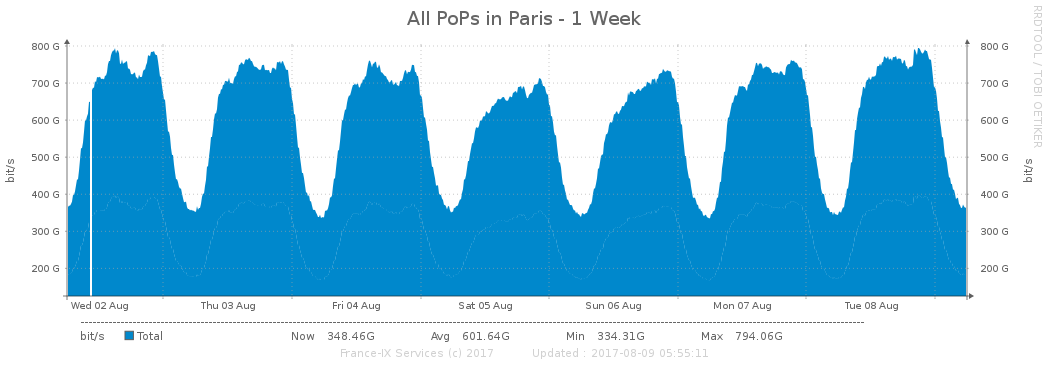 All PoPs in Paris - 1 Week
RRDTOOL / TOBI OETIKER
800 G 800 G
700 G 700 G
600 G 600 G
500 G 500 G
bit/s bit/s
400 G 400 G
300 G 300 G
200 G 200 G
Wed 02 Aug Thu 03 Aug Fri 04 Aug Sat 05 Aug Sun 06 Aug Mon 07 Aug Tue 08 Aug
bit/s Total Now 348.46G Avg 601.64G Min 334.31G Max 794.06G
France-IX Services (c) 2017 Updated : 2017-08-09 05:55:11